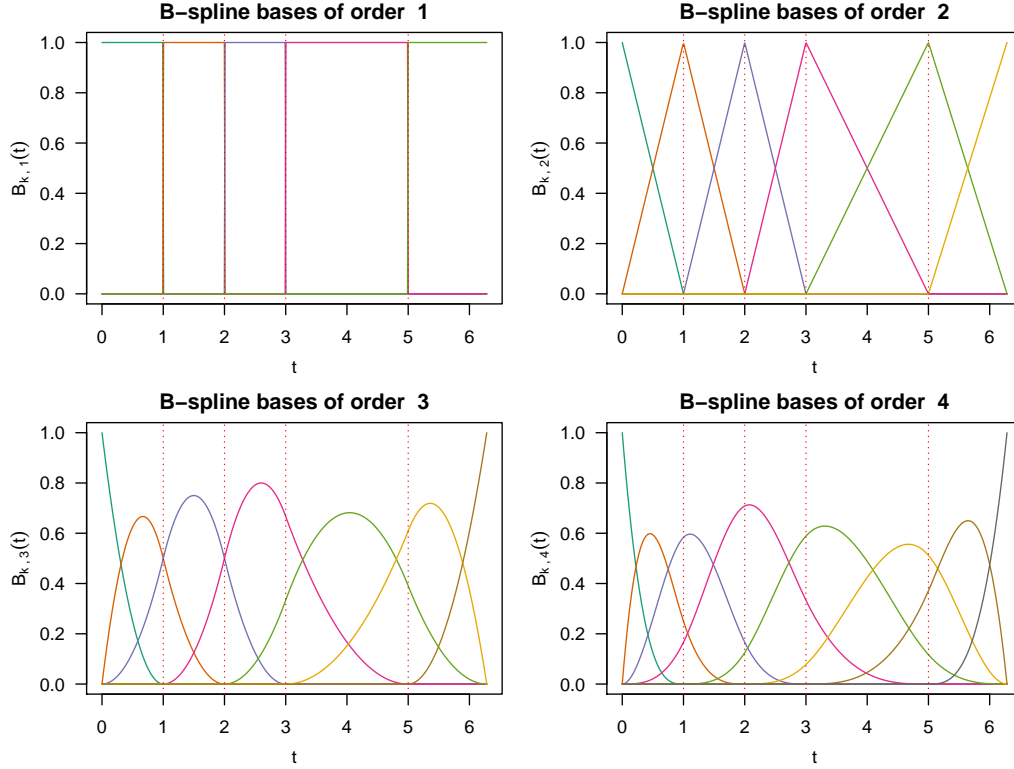 B-spline bases of order 1
B_{k,1}(t)
1.0
0.8
0.6
0.4
0.2
0.0
0 1 2 3 4 5 6
t
B-spline bases of order 2
B_{k,2}(t)
1.0
0.8
0.6
0.4
0.2
0.0
0 1 2 3 4 5 6
t
B-spline bases of order 3
B_{k,3}(t)
1.0
0.8
0.6
0.4
0.2
0.0
0 1 2 3 4 5 6
t
B-spline bases of order 4
B_{k,4}(t)
1.0
0.8
0.6
0.4
0.2
0.0
0 1 2 3 4 5 6
t